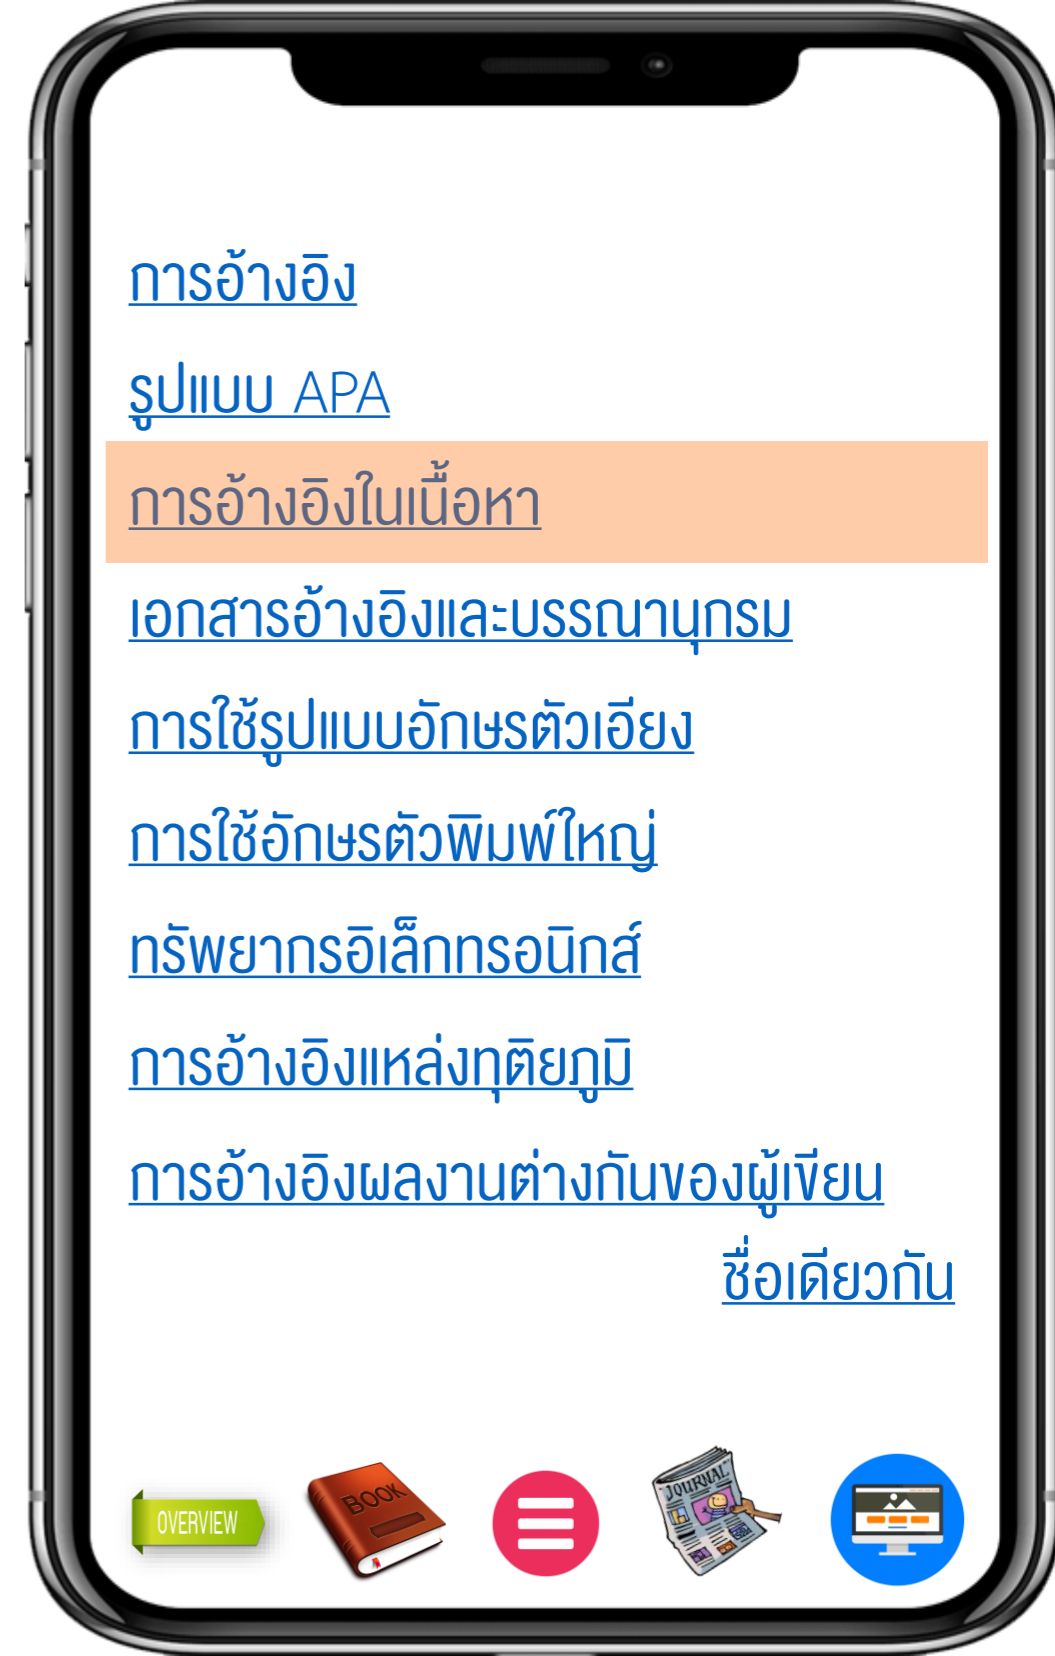 การอ้างอิง
รูปแบบ APA
การอ้างอิงในเนื้อหา
เอกสารอ้างอิงและบรรณานุกรม
การใช้รูปแบบอักษรตัวเอียง
การใช้อักษรตัวพิมพ์ใหญ่
ทรัพยากรอิเล็กทรอนิกส์
การอ้างอิงแหล่งทุติยภูมิ
การอ้างอิงผลงานต่างกันของผู้เขียน
ชื่อเดียวกัน
OVERVIEW
BOOK
JOURNAL